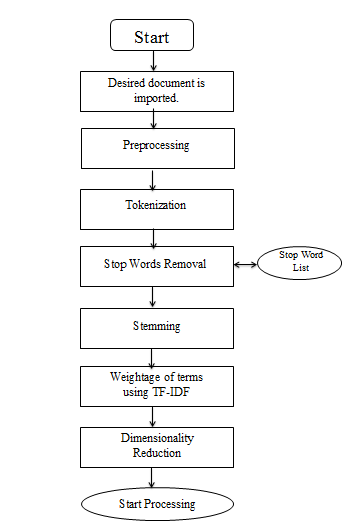 Start
Desired document is
imported.
Preprocessing
Tokenization
Stop Words Removal
Stop Word
List
Stemming
Weightage of terms
using TF-IDF
Dimensionality
Reduction
Start Processing